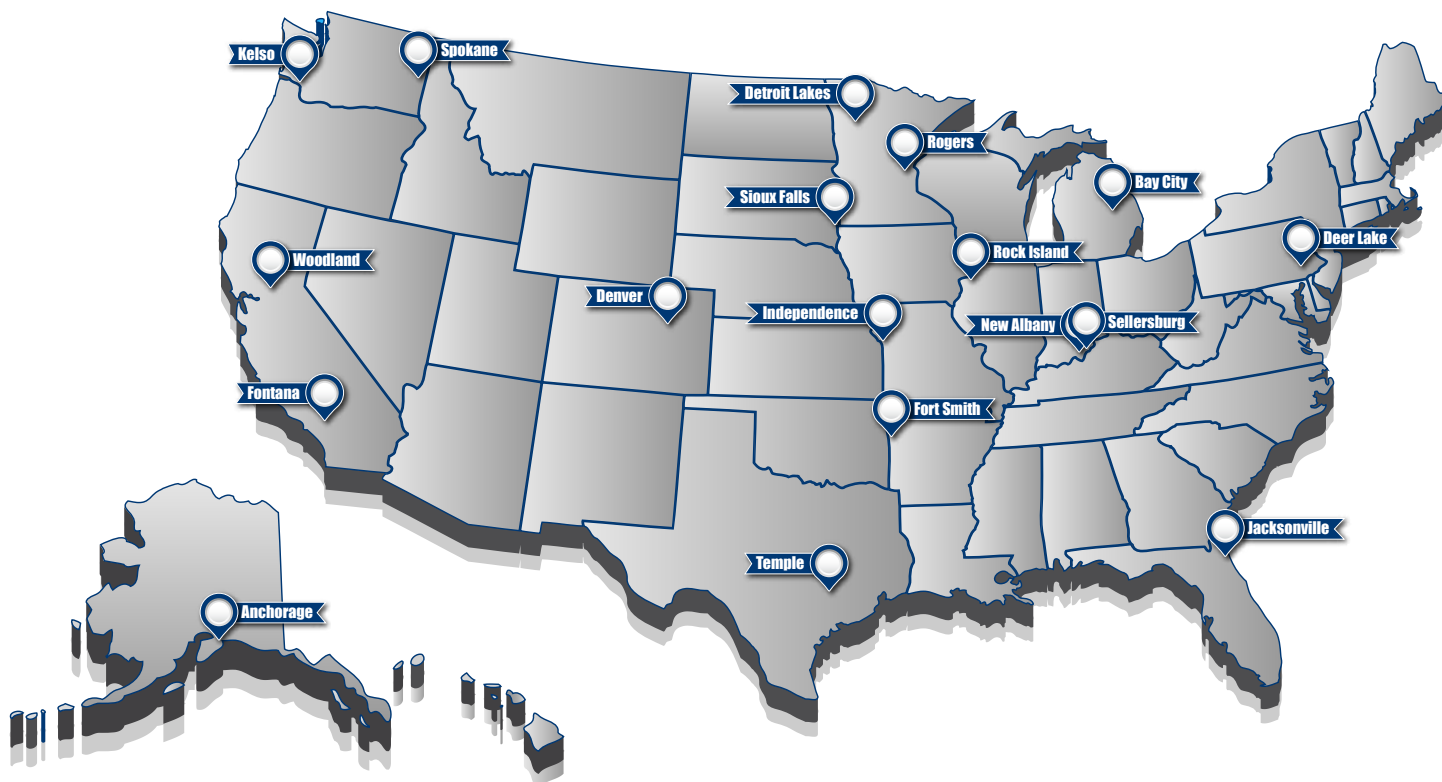 Kelso
Spokane
Detroit Lakes
Rogers
Bay City
Sioux Falls
Deer Lake
Rock Island
Woodland
Denver
Independence
New Albany
Sellersburg
Fontana
Fort Smith
Jacksonville
Temple
Anchorage